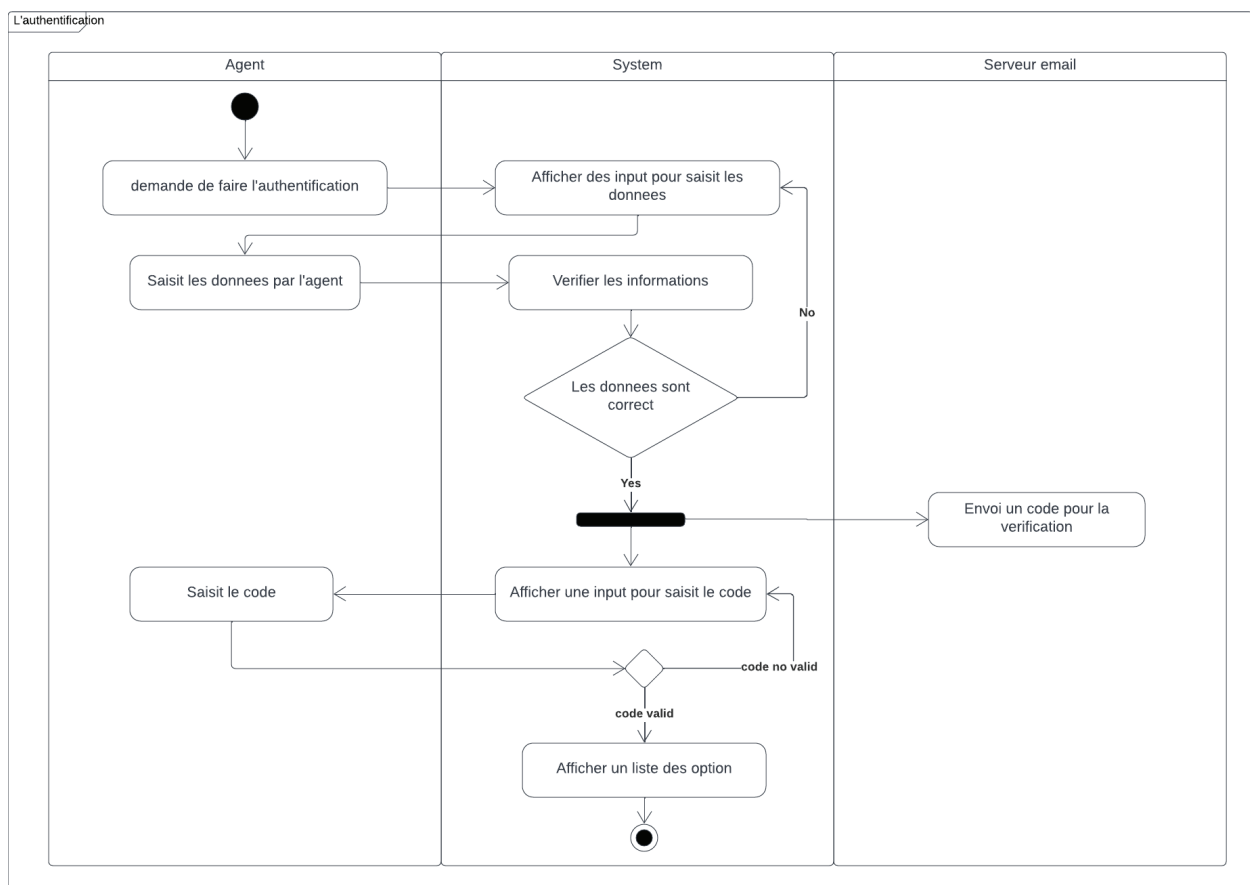 L'authentification
Agent
System
Serveur email
demande de faire l'authentification
Afficher des input pour saisit les
donnees
Saisit les donnees par l'agent
Verifier les informations
No
Les donnees sont
correct
Yes
Envoi un code pour la
verification
Saisit le code
Afficher une input pour saisit le code
code no valid
code valid
Afficher un liste des option